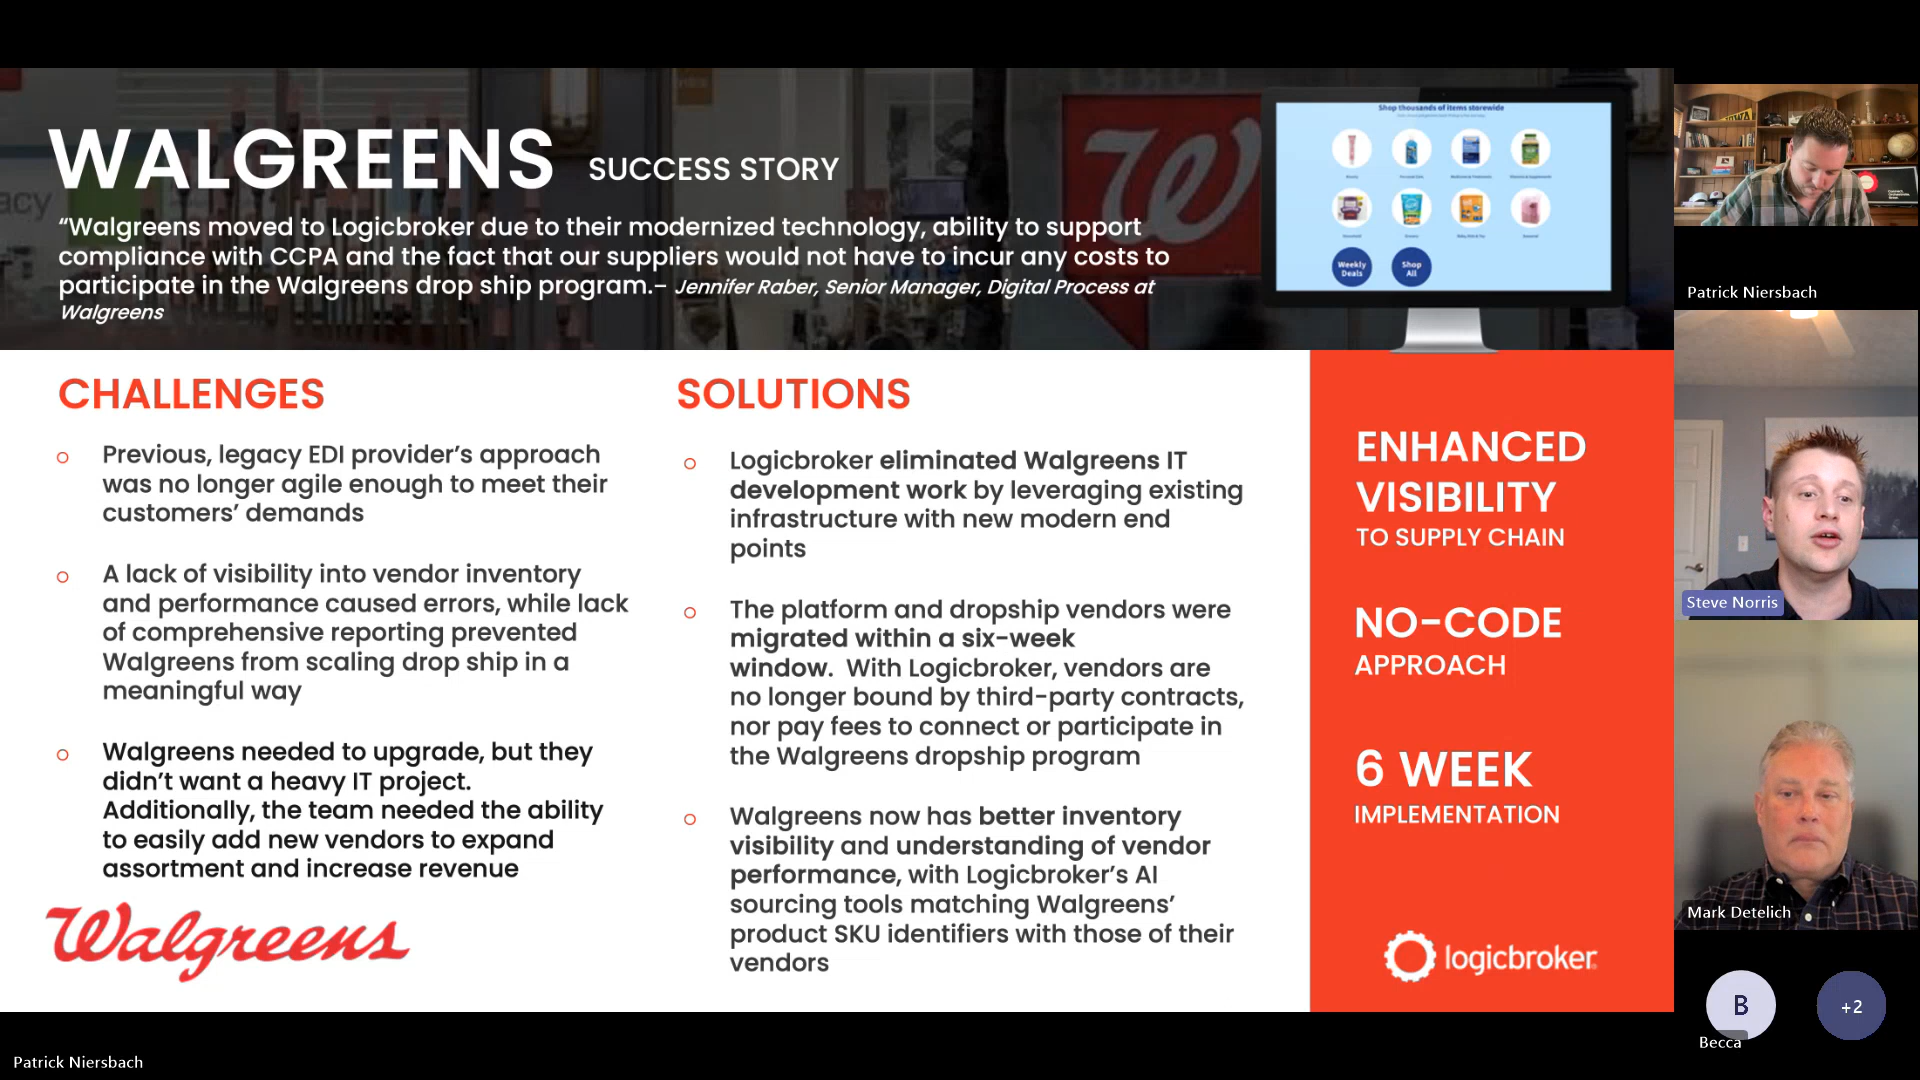 WALGREENS SUCCESS STORY
“Walgreens moved to Logicbroker due to their modernized technology, ability to support
compliance with CCPA and the fact that our suppliers would not have to incur any costs to
participate in the Walgreens drop ship program.– Jennifer Raber, Senior Manager, Digital Process at
Walgreens
acy
Shop thousands of items storewide
Weekly
Deals
Shop
All
CHALLENGES
Previous, legacy EDI provider’s approach
was no longer agile enough to meet their
customers’ demands
A lack of visibility into vendor inventory
and performance caused errors, while lack
of comprehensive reporting prevented
Walgreens from scaling drop ship in a
meaningful way
Walgreens needed to upgrade, but they
didn’t want a heavy IT project.
Additionally, the team needed the ability
to easily add new vendors to expand
assortment and increase revenue
Walgreens
SOLUTIONS
Logicbroker eliminated Walgreens IT
development work by leveraging existing
infrastructure with new modern end
points
The platform and dropship vendors were
migrated within a six-week
window. With Logicbroker, vendors are
no longer bound by third-party contracts,
nor pay fees to connect or participate in
the Walgreens dropship program
Walgreens now has better inventory
visibility and understanding of vendor
performance, with Logicbroker’s AI
sourcing tools matching Walgreens’
product SKU identifiers with those of their
vendors
ENHANCED
VISIBILITY
TO SUPPLY CHAIN
NO-CODE
APPROACH
6 WEEK
IMPLEMENTATION
logicbroker
Patrick Niersbach
Steve Norris
Mark Detelich
B
Becca
+2
Patrick Niersbach